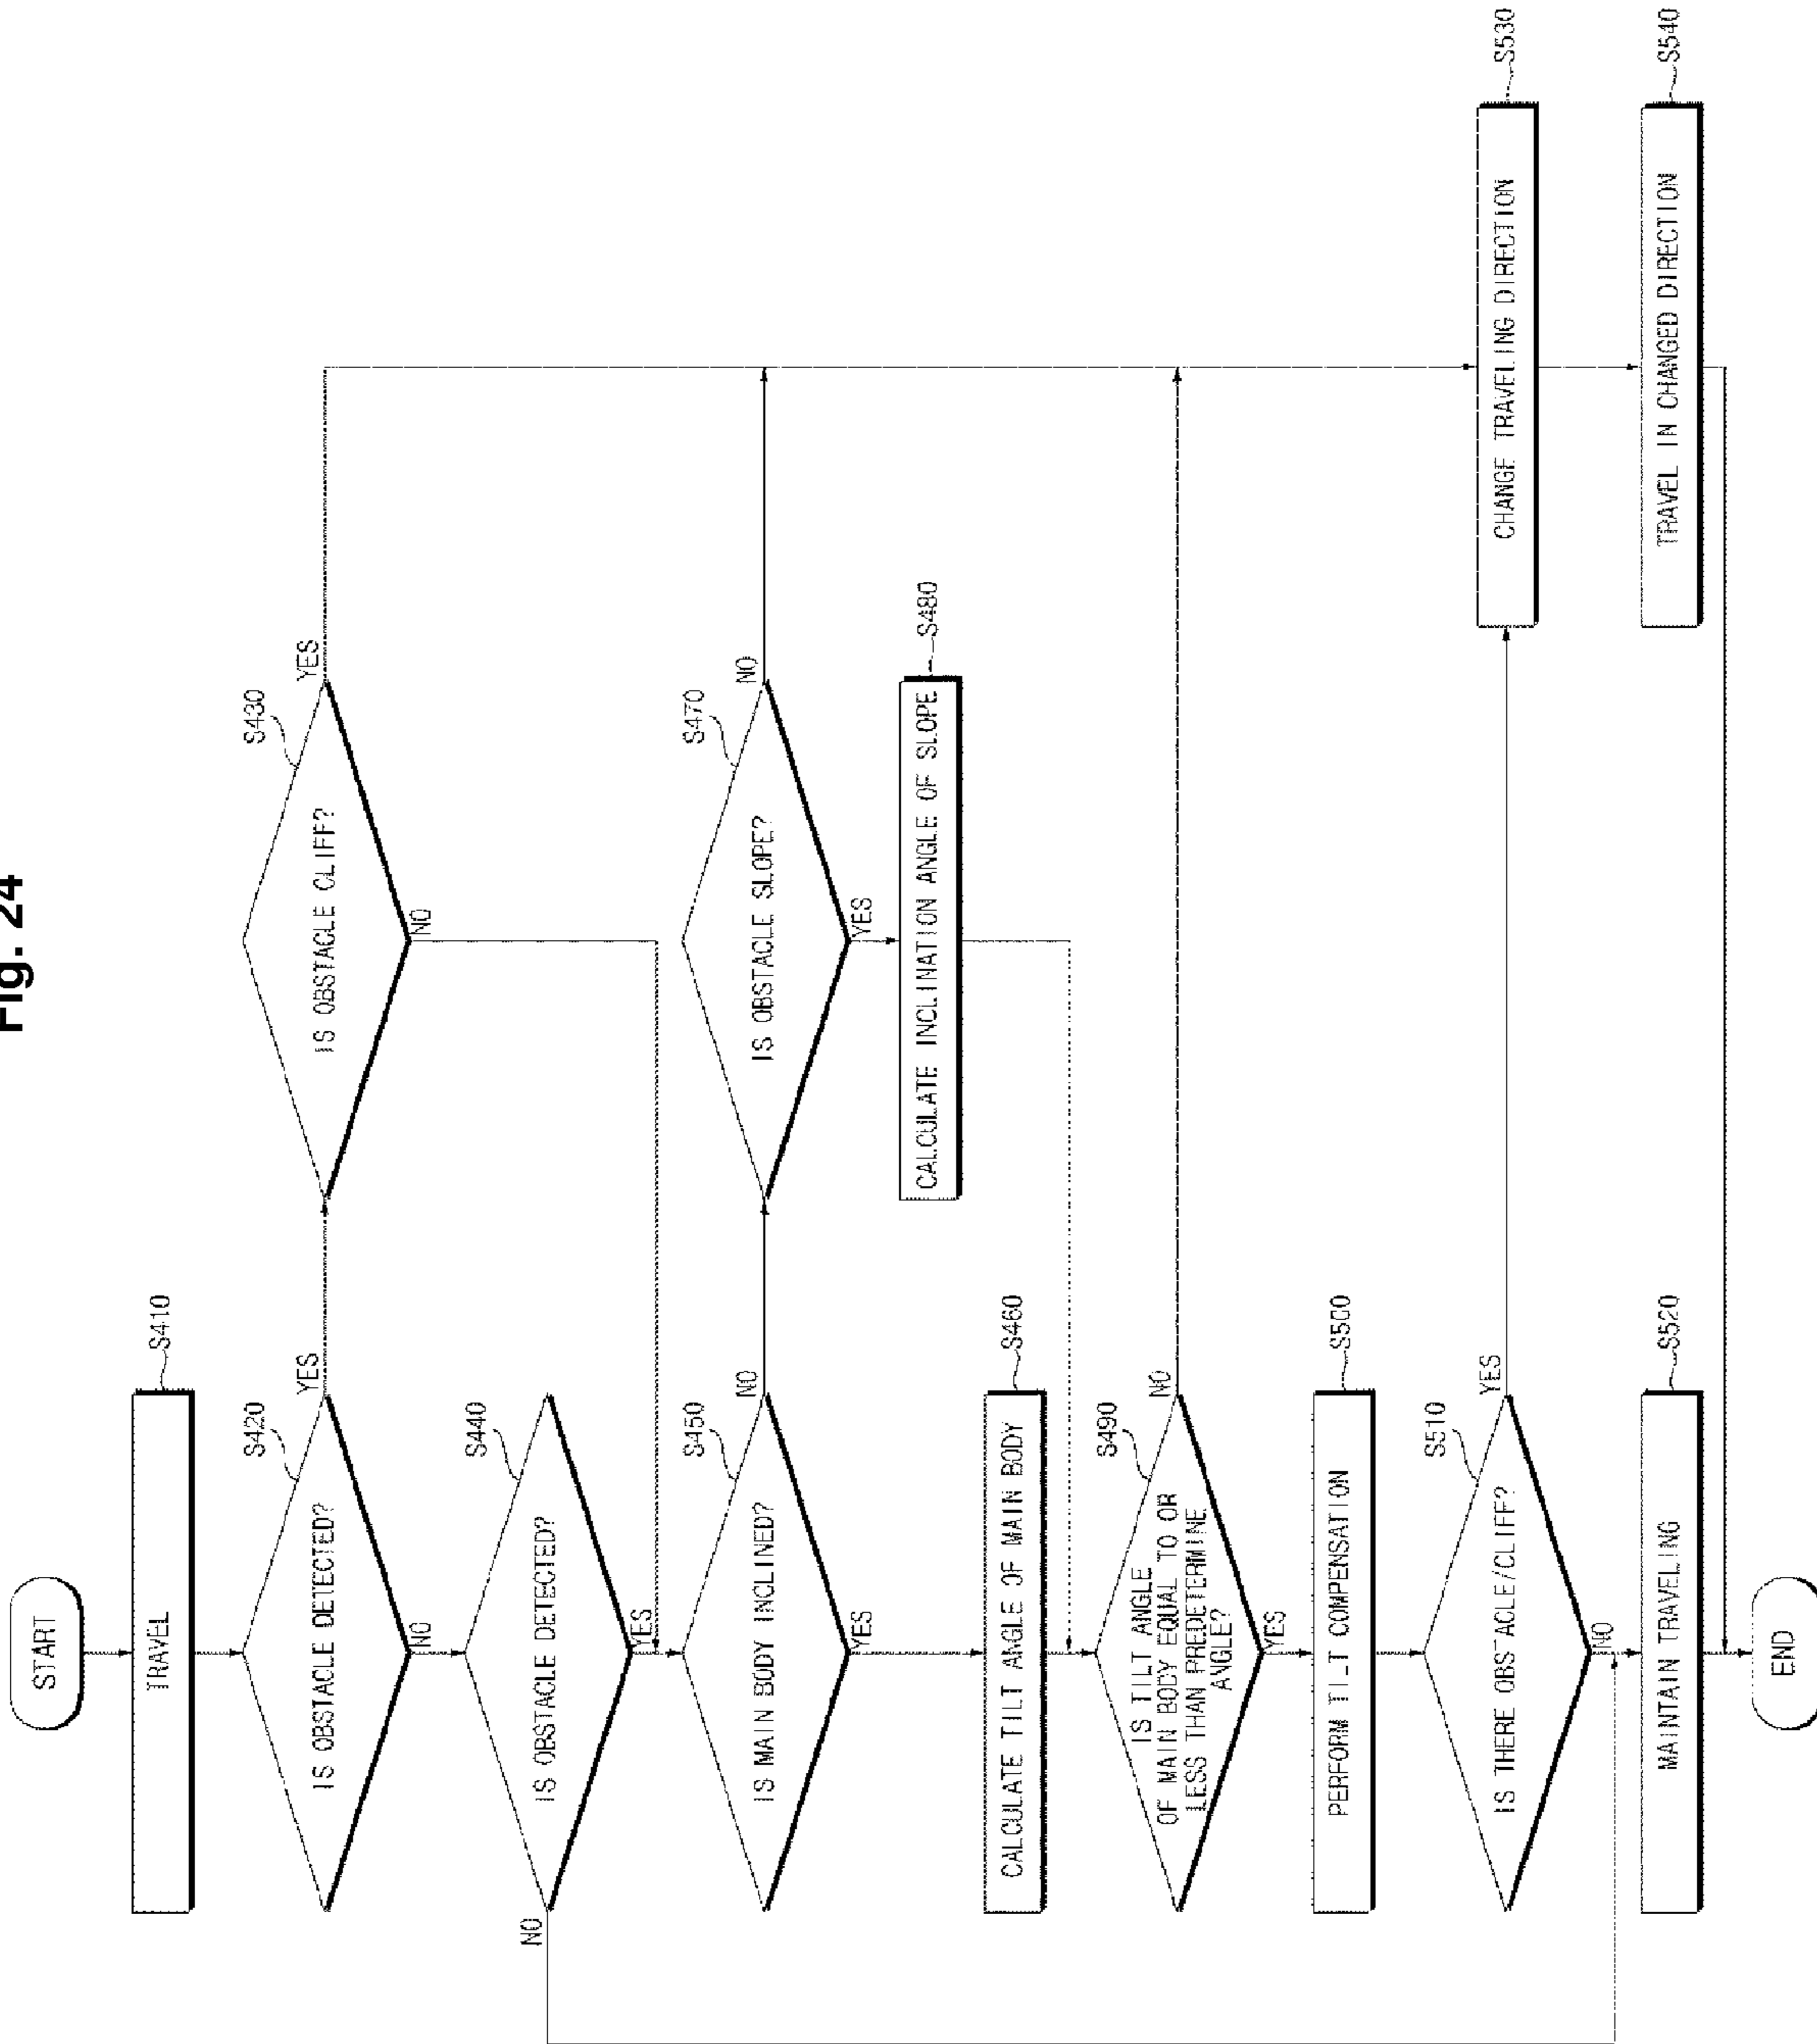 Fig. 24
START
TRAVEL
S410
IS OBSTACLE DETECTED?
S420
YES
NO
IS OBSTACLE CLIFF?
S430
YES
NO
IS OBSTACLE DETECTED?
S440
NO
YES
IS MAIN BODY INCLINED?
S450
NO
YES
IS OBSTACLE SLOPE?
S470
NO
YES
CALCULATE INCLINATION ANGLE OF SLOPE
S480
CALCULATE TILT ANGLE OF MAIN BODY
S460
IS TILT ANGLE
OF MAIN BODY EQUAL TO OR
LESS THAN PREDETERMINE
ANGLE?
S490
NO
YES
PERFORM TILT COMPENSATION
S500
IS THERE OBSTACLE/CLIFF?
S510
YES
NO
CHANGE TRAVELING DIRECTION
S530
MAINTAIN TRAVELING
S520
TRAVEL IN CHANGED DIRECTION
S540
END